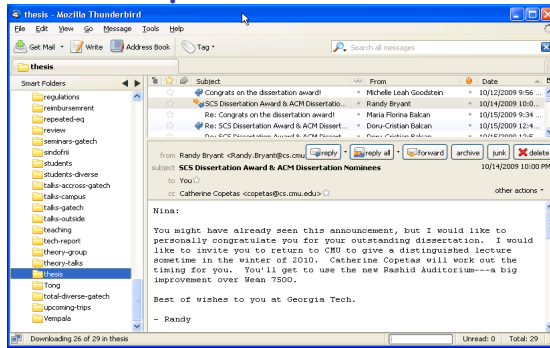 thesis - Mozilla Thunderbird
File Edit View Go Message Tools Help
Get Mail Write Address Book Tag Search all messages
thesis
Smart Folders
regulations
reimbursemrent
repeated-eq
review
seminars-gatech
sindofrii
students
students-diverse
talks-accross-gatech
talks-campus
talks-gatech
talks-outside
teaching
tech-report
theory-group
theory-talks
thesis
Tong
total-diverse-gatech
upcoming-trips
Vempala
Subject From Date
Congrats on the dissertation award! Michelle Leah Goodstein 10/12/2009 9:56 ...
SCS Dissertation Award & ACM Dissertatio... Randy Bryant 10/14/2009 10:0...
Re: Congrats on the dissertation award! Maria Florina Balcan 10/15/2009 9:34 ...
Re: SCS Dissertation Award & ACM Disser... Doru-Cristian Balcan 10/15/2009 12:4...
Re: SCS Dissertation Award & ACM Disser... Doru-Cristian Balcan
from Randy Bryant <Randy.Bryant@cs.cmu reply reply all forward archive junk delete
subject SCS Dissertation Award & ACM Dissertation Nominees 10/14/2009 10:00 PM
to You
cc Catherine Copetas <copetas@cs.cmu.edu> other actions
Nina:
You might have already seen this announcement, but I would like to
personally congratulate you for your outstanding dissertation. I would
like to invite you to return to CMU to give a distinguished lecture
sometime in the winter of 2010. Catherine Copetas will work out the
timing for you. You'll get to use the new Rashid Auditorium---a big
improvement over Wean 7500.
Best of wishes to you at Georgia Tech.
- Randy
Downloading 26 of 29 in thesis Unread: 0 Total: 29